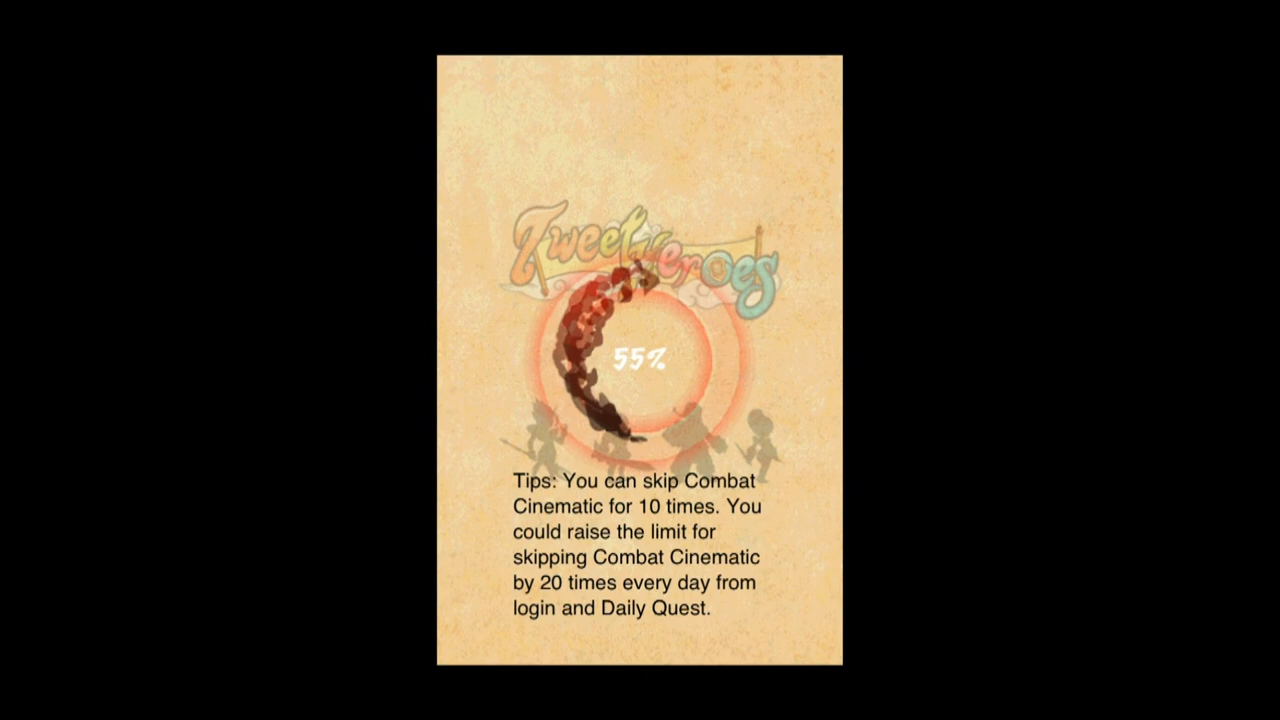 Tweet Heroes
55%
Tips: You can skip Combat
Cinematic for 10 times. You
could raise the limit for
skipping Combat Cinematic
by 20 times every day from
login and Daily Quest.